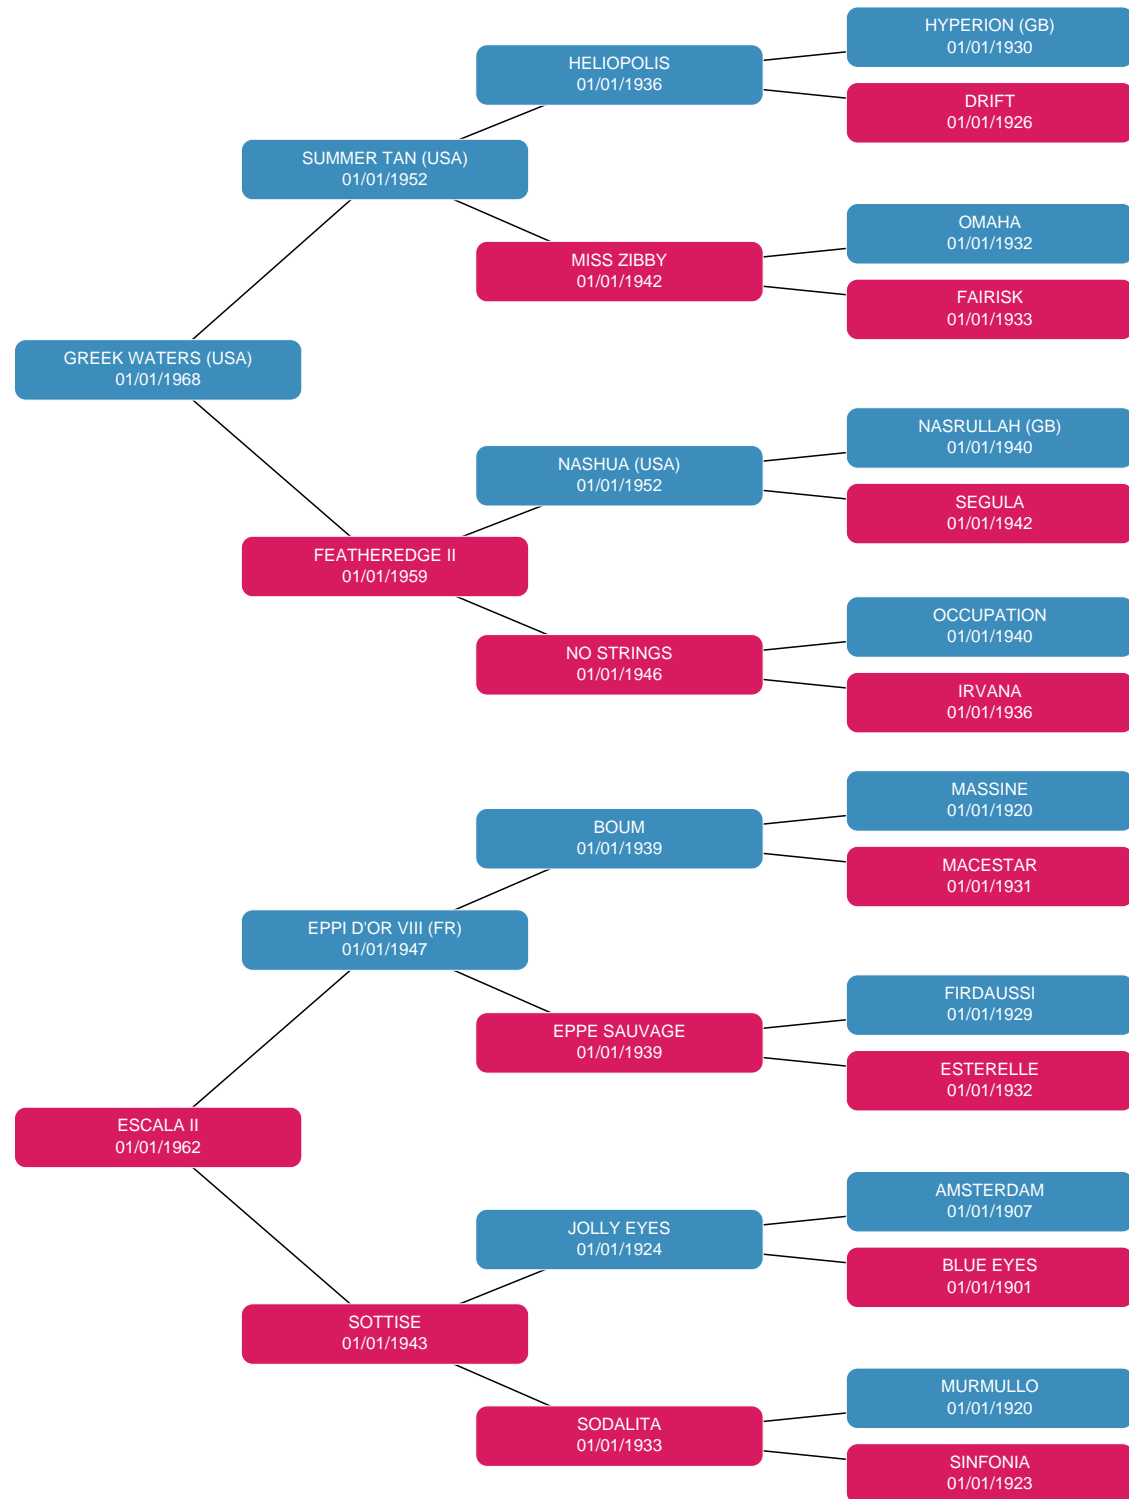 HYPERION (GB)
01/01/1930
HELIOPOLIS
01/01/1936
DRIFT
01/01/1926
SUMMER TAN (USA)
01/01/1952
OMAHA
01/01/1932
MISS ZIBBY
01/01/1942
FAIRISK
01/01/1933
GREEK WATERS (USA)
01/01/1968
NASRULLAH (GB)
01/01/1940
NASHUA (USA)
01/01/1952
SEGULA
01/01/1942
FEATHEREDGE II
01/01/1959
OCCUPATION
01/01/1940
NO STRINGS
01/01/1946
IRVANA
01/01/1936
MASSINE
01/01/1920
BOUM
01/01/1939
MACESTAR
01/01/1931
EPPI D'OR VIII (FR)
01/01/1947
FIRDAUSSI
01/01/1929
EPPE SAUVAGE
01/01/1939
ESTERELLE
01/01/1932
ESCALA II
01/01/1962
AMSTERDAM
01/01/1907
JOLLY EYES
01/01/1924
BLUE EYES
01/01/1901
SOTTISE
01/01/1943
MURMULLO
01/01/1920
SODALITA
01/01/1933
SINFONIA
01/01/1923